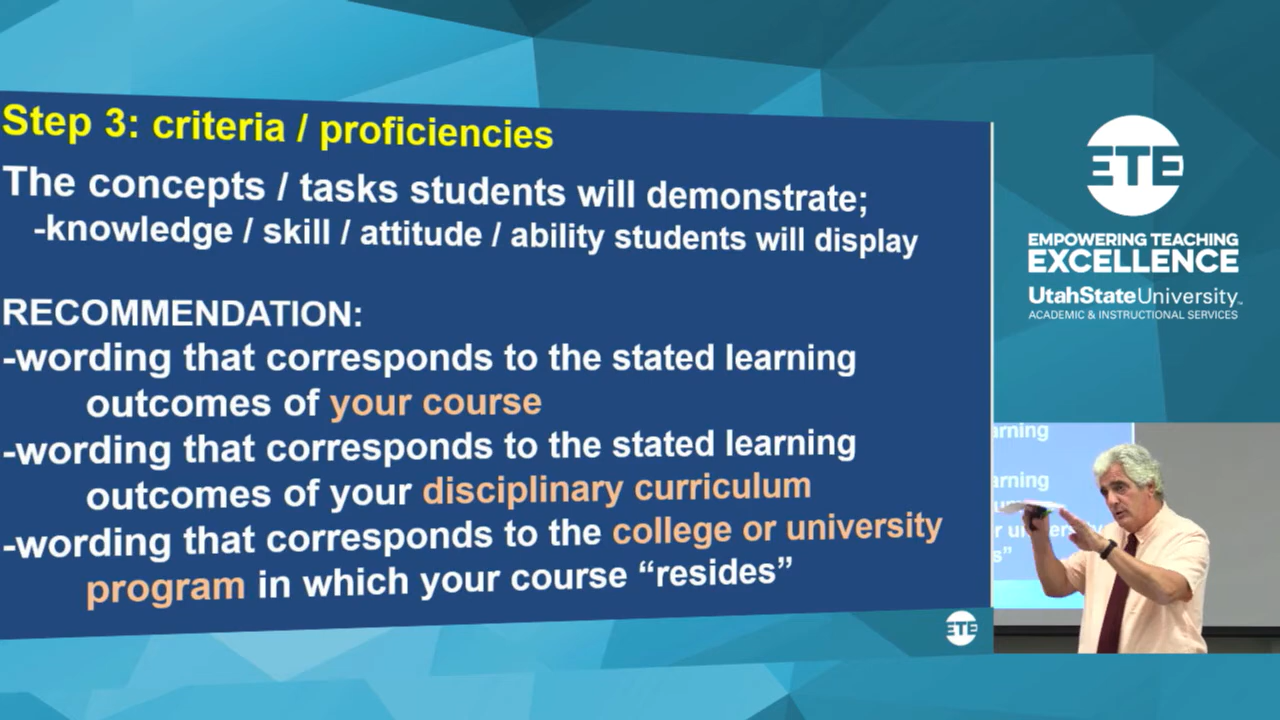 Step 3: criteria / proficiencies
The concepts / tasks students will demonstrate;
-knowledge / skill / attitude / ability students will display
RECOMMENDATION:
-wording that corresponds to the stated learning
outcomes of your course
-wording that corresponds to the stated learning
outcomes of your disciplinary curriculum
-wording that corresponds to the college or university
program in which your course “resides”
ETE
ETE
EMPOWERING TEACHING
EXCELLENCE
UtahStateUniversity
ACADEMIC & INSTRUCTIONAL SERVICES
arning
arning